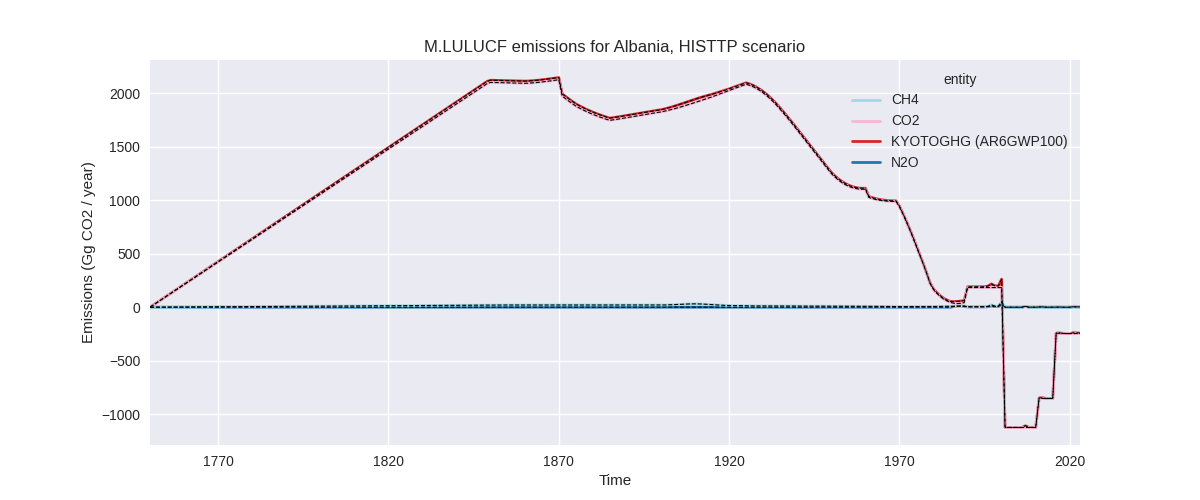 M.LULUCF emissions for Albania, HISTTP scenario
Emissions (Gg CO2 / year)
2000
1500
1000
500
0
−500
−1000
entity
CH4
CO2
KYOTOGHG (AR6GWP100)
N2O
1770 1820 1870 1920 1970 2020
Time